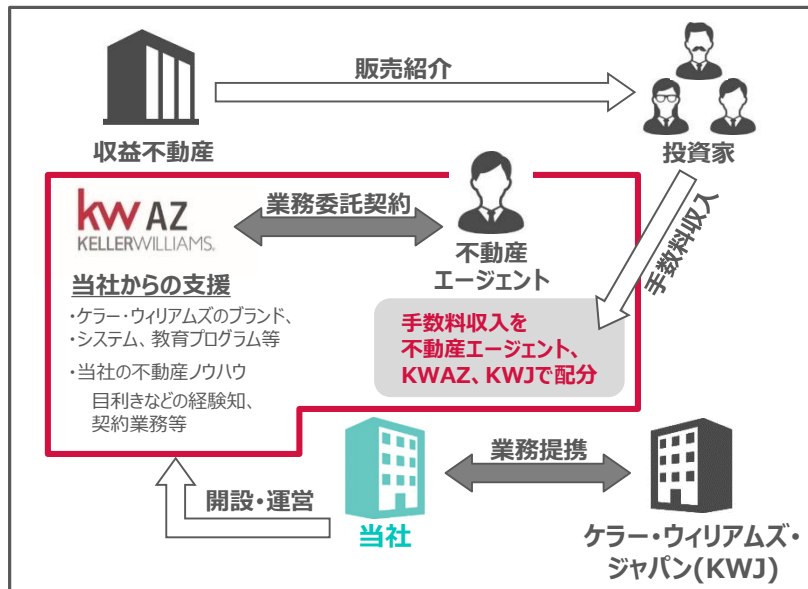 販売紹介
収益不動産
投資家
手数料収入
kw AZ
KELLERWILLIAMS.
業務委託契約
不動産
エージェント
当社からの支援
・ケラー・ウィリアムズのブランド、
・システム、教育プログラム等
・当社の不動産ノウハウ
目利きなどの経験知、
契約業務等
手数料収入を
不動産エージェント、
KWAZ、KWJで配分
開設・運営
当社
業務提携
ケラー・ウィリアムズ・
ジャパン(KWJ)